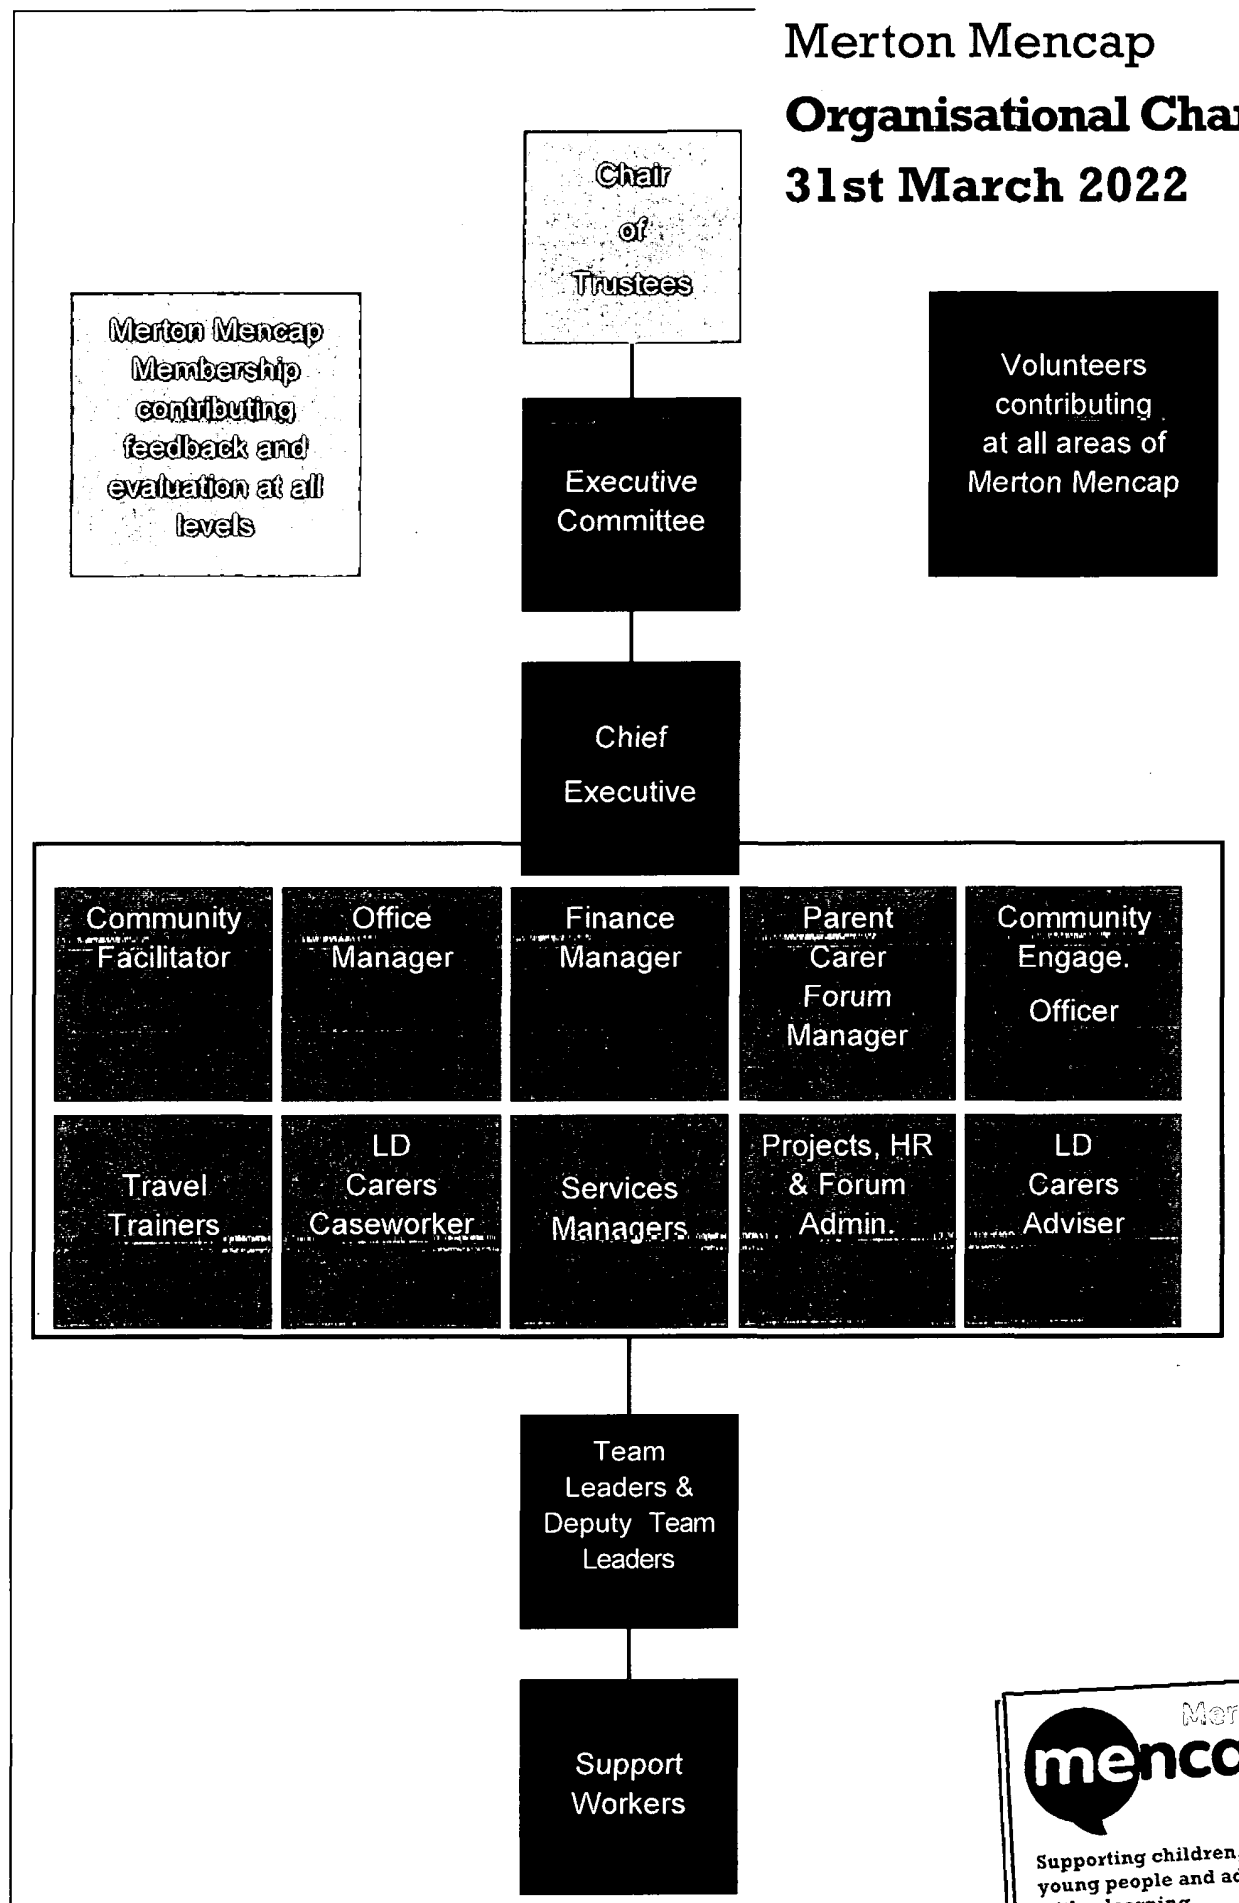 Merton Mencap
Organisational Char
31st March 2022
Chair
of
Trustees
Merton Mencap
Membership
contributing
feedback and
evaluation at all
levels
Volunteers
contributing
at all areas of
Merton Mencap
Executive
Committee
Chief
Executive
Community
Facilitator
Office
Manager
Finance
Manager
Parent
Carer
Forum
Manager
Community
Engage.
Officer
Travel
Trainers
LD
Carers
Caseworker
Services
Managers
Projects, HR
& Forum
Admin.
LD
Carers
Adviser
Team
Leaders &
Deputy Team
Leaders
Support
Workers
Mer
menca
Supporting children,
young people and ad